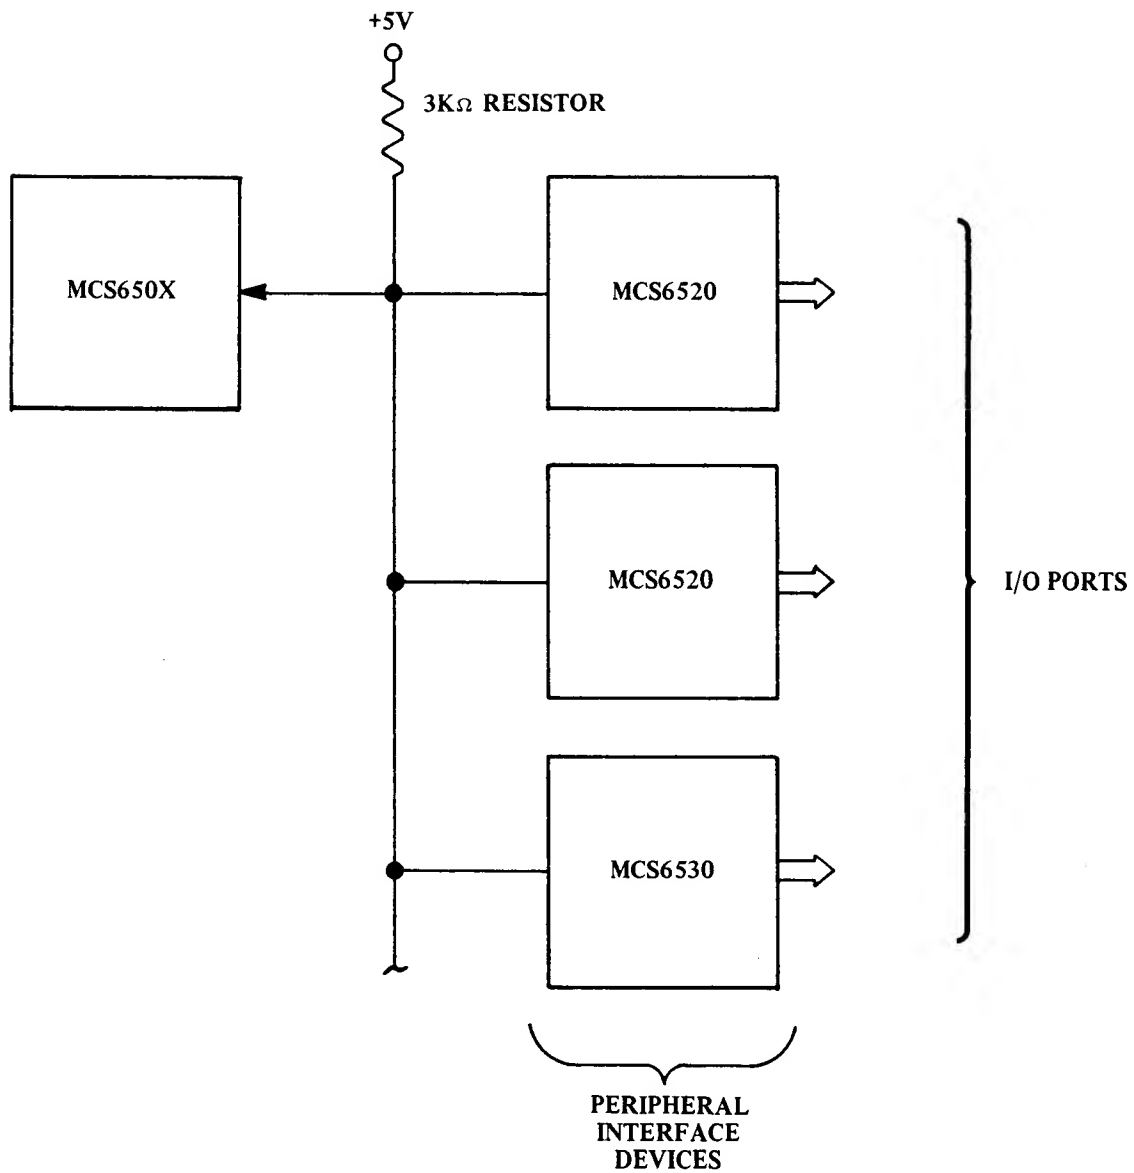 +5V
3KΩ RESISTOR
MCS650X
MCS6520
MCS6520
I/O PORTS
MCS6530
PERIPHERAL
INTERFACE
DEVICES